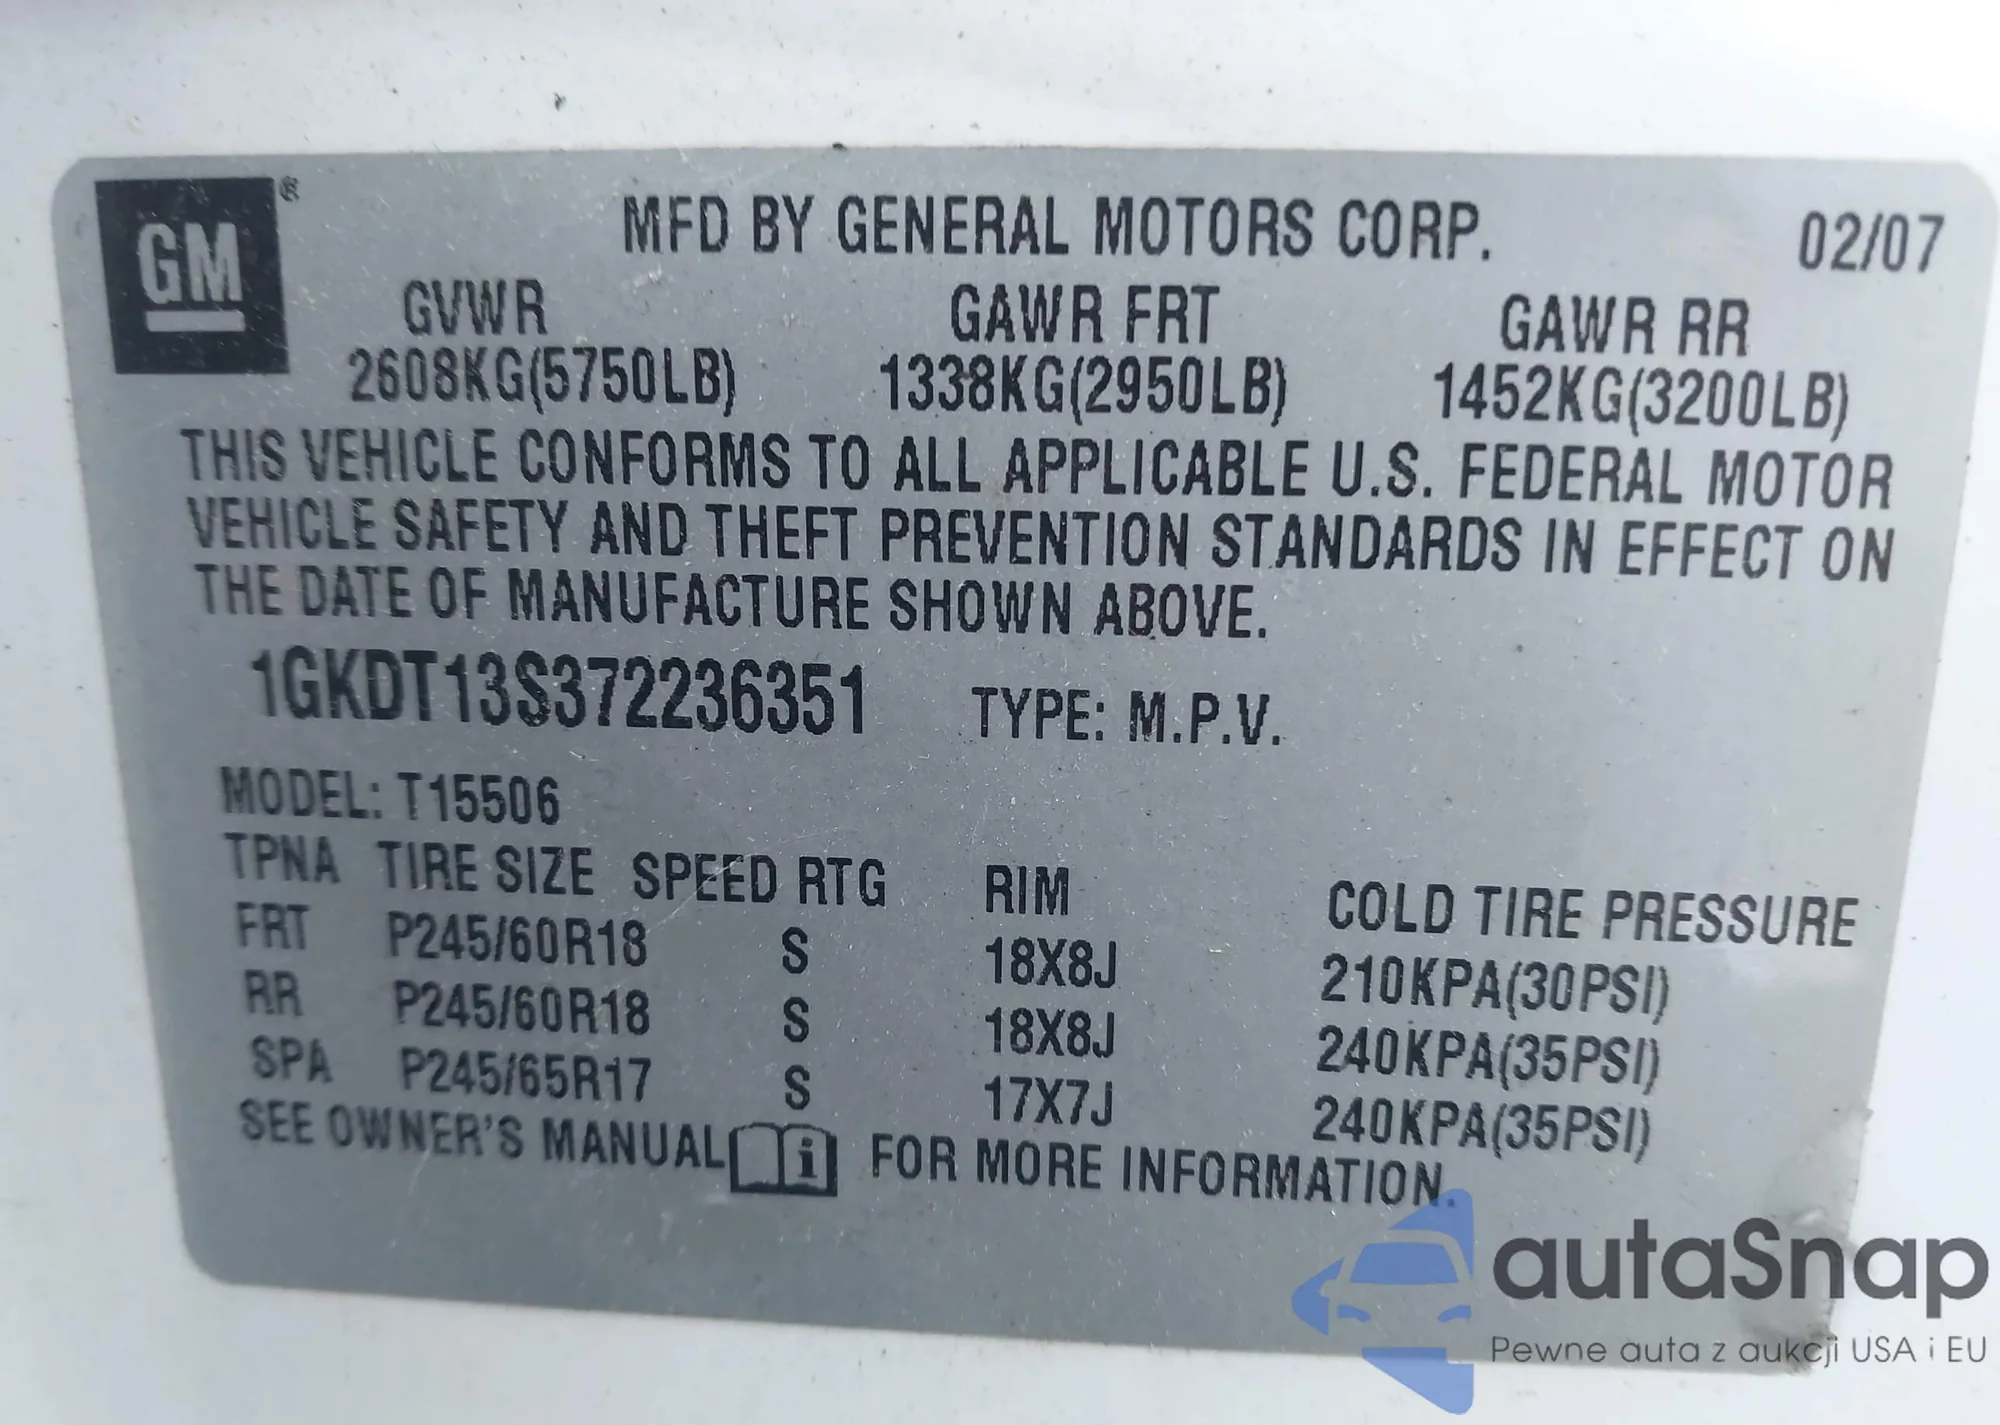 GM®
MFD BY GENERAL MOTORS CORP. 02/07
GVWR GAWR FRT GAWR RR
2608KG(5750LB) 1338KG(2950LB) 1452KG(3200LB)
THIS VEHICLE CONFORMS TO ALL APPLICABLE U.S. FEDERAL MOTOR
VEHICLE SAFETY AND THEFT PREVENTION STANDARDS IN EFFECT ON
THE DATE OF MANUFACTURE SHOWN ABOVE.
1GKDT13S372236351 TYPE: M.P.V.
MODEL: T15506
TPNA TIRE SIZE SPEED RTG RIM COLD TIRE PRESSURE
FRT P245/60R18 S 18X8J 210KPA(30PSI)
RR P245/60R18 S 18X8J 240KPA(35PSI)
SPA P245/65R17 S 17X7J 240KPA(35PSI)
SEE OWNER'S MANUAL i FOR MORE INFORMATION.
autaSnap
Pewne auta z aukcji USA i EU